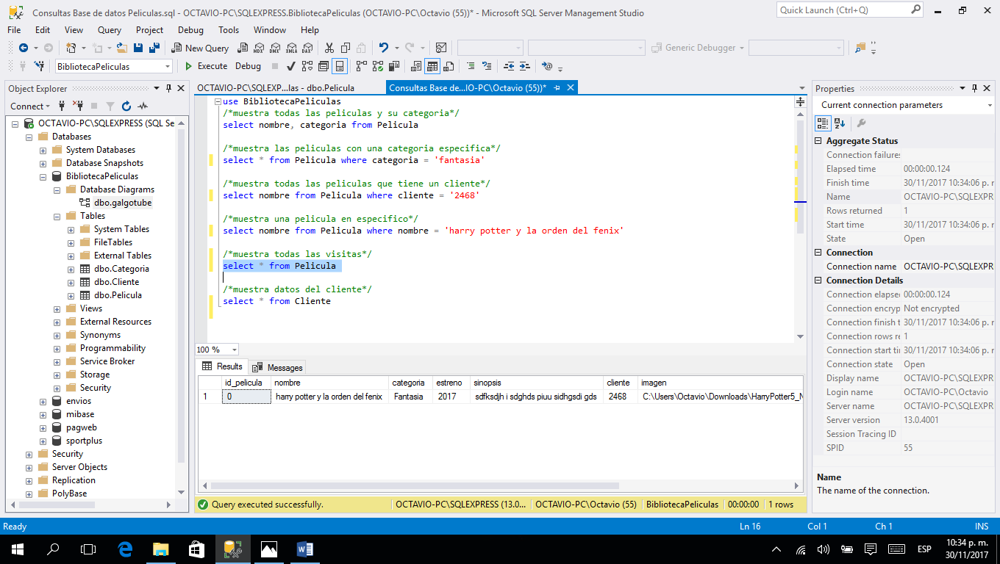 Consultas Base de datos Peliculas.sql - OCTAVIO-PC\SQLEXPRESS.BibliotecaPeliculas (OCTAVIO-PC\Octavio (55))* - Microsoft SQL Server Management Studio
Quick Launch (Ctrl+Q)
File Edit View Query Project Debug Tools Window Help
New Query MDX DMX XMLA DAX
Generic Debugger
BibliotecaPeliculas Execute Debug
Object Explorer
Connect
OCTAVIO-PC\SQLEXPRESS (SQL Se
Databases
System Databases
Database Snapshots
BibliotecaPeliculas
Database Diagrams
dbo.galgotube
Tables
System Tables
FileTables
External Tables
dbo.Categoria
dbo.Cliente
dbo.Pelicula
Views
External Resources
Synonyms
Programmability
Service Broker
Storage
Security
envios
mibase
pagweb
sportplus
Security
Server Objects
Replication
PolyBase
OCTAVIO-PC\SQLEXP...las - dbo.Pelicula
Consultas Base de...IO-PC\Octavio (55))*
use BibliotecaPeliculas
/*muestra todas las peliculas y su categoria*/
select nombre, categoria from Pelicula
/*muestra las peliculas con una categoria especifica*/
select * from Pelicula where categoria = 'fantasia'
/*muestra todas las peliculas que tiene un cliente*/
select nombre from Pelicula where cliente = '2468'
/*muestra una pelicula en especifico*/
select nombre from Pelicula where nombre = 'harry potter y la orden del fenix'
/*muestra todas las visitas*/
select * from Pelicula
/*muestra datos del cliente*/
select * from Cliente
100 %
Results Messages
id_pelicula nombre categoria estreno sinopsis cliente imagen
1 0 harry potter y la orden del fenix Fantasia 2017 sdfksdjh i sdghds piuu sidhgsdi gds 2468 C:\Users\Octavio\Downloads\HarryPotter5_N
Query executed successfully. OCTAVIO-PC\SQLEXPRESS (13.0... OCTAVIO-PC\Octavio (55) BibliotecaPeliculas 00:00:00 1 rows
Properties
Current connection parameters
Aggregate Status
Connection failures
Elapsed time 00:00:00.124
Finish time 30/11/2017 10:34:06 p. r
Name OCTAVIO-PC\SQLEXPR
Rows returned 1
Start time 30/11/2017 10:34:06 p. r
State Open
Connection
Connection name OCTAVIO-PC\SQLEXPR
Connection Details
Connection elapse 00:00:00.124
Connection encryp Not encrypted
Connection finish t 30/11/2017 10:34:06 p. r
Connection rows re 1
Connection start ti 30/11/2017 10:34:06 p. r
Connection state Open
Display name OCTAVIO-PC\SQLEXPR
Login name OCTAVIO-PC\Octavio
Server name OCTAVIO-PC\SQLEXPR
Server version 13.0.4001
Session Tracing ID
SPID 55
Name
The name of the connection.
Ready Ln 16 Col 1 Ch 1 INS
ESP
10:34 p. m.
30/11/2017